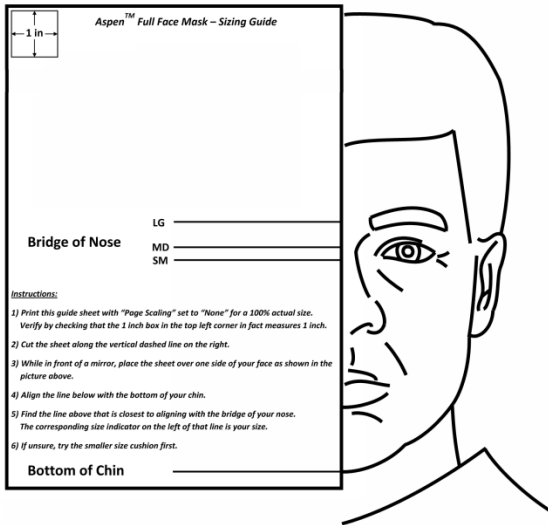 Aspen™ Full Face Mask – Sizing Guide
1 in
LG
Bridge of Nose
MD
SM
Instructions:
1) Print this guide sheet with “Page Scaling” set to “None” for a 100% actual size.
Verify by checking that the 1 inch box in the top left corner in fact measures 1 inch.
2) Cut the sheet along the vertical dashed line on the right.
3) While in front of a mirror, place the sheet over one side of your face as shown in the
picture above.
4) Align the line below with the bottom of your chin.
5) Find the line above that is closest to aligning with the bridge of your nose.
The corresponding size indicator on the left of that line is your size.
6) If unsure, try the smaller size cushion first.
Bottom of Chin